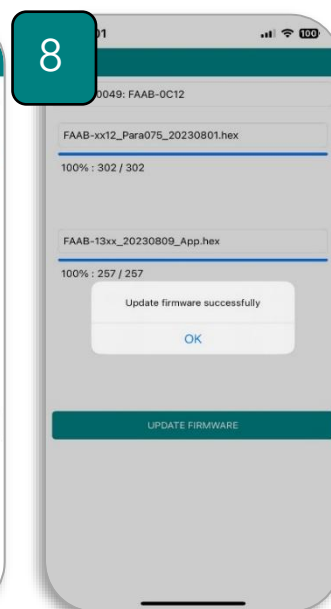 8
01
100
0049: FAAB-0C12
FAAB-xx12_Para075_20230801.hex
100% : 302 / 302
FAAB-13xx_20230809_App.hex
100% : 257 / 257
Update firmware successfully
OK
UPDATE FIRMWARE